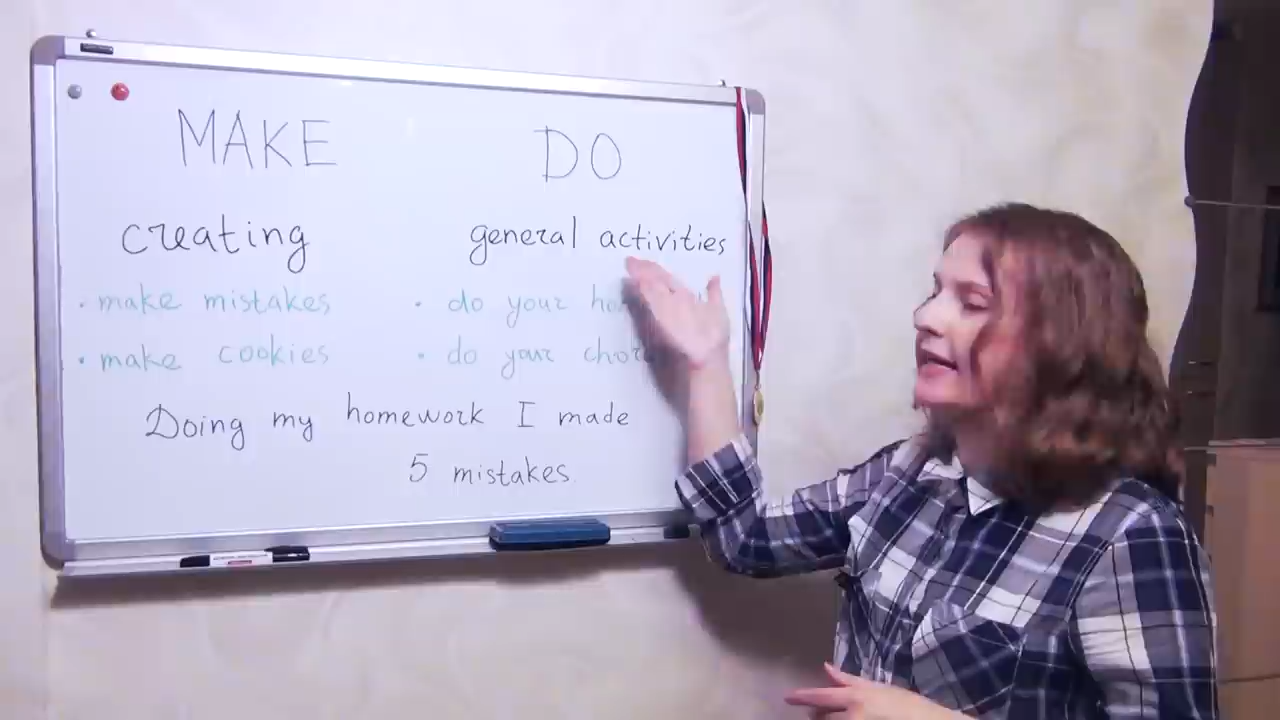 MAKE DO
creating general activities
• make mistakes • do your
• make cookies • do your
Doing my homework I made
5 mistakes